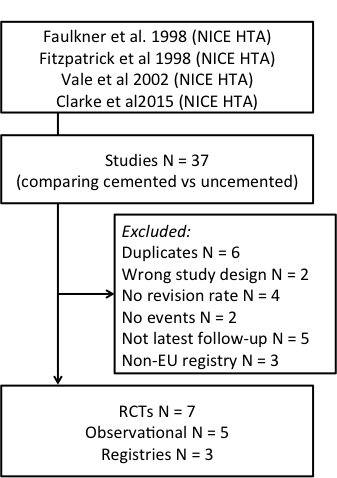 Faulkner et al. 1998 (NICE HTA)
Fitzpatrick et al 1998 (NICE HTA)
Vale et al 2002 (NICE HTA)
Clarke et al2015 (NICE HTA)
Studies N = 37
(comparing cemented vs uncemented)
Excluded:
Duplicates N = 6
Wrong study design N = 2
No revision rate N = 4
No events N = 2
Not latest follow-up N = 5
Non-EU registry N = 3
RCTs N = 7
Observational N = 5
Registries N = 3